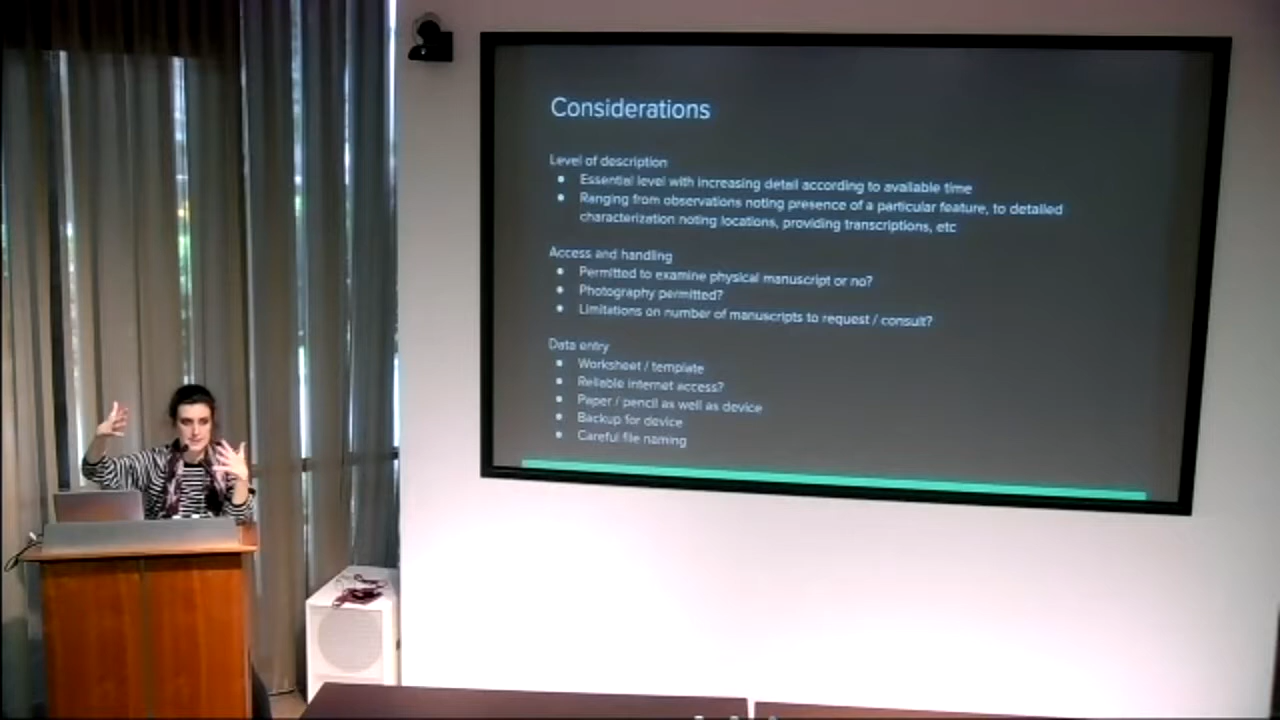 Considerations
Level of description
• Essential level with increasing detail according to available time
• Ranging from observations noting presence of a particular feature, to detailed
characterization noting locations, providing transcriptions, etc
Access and handling
• Permitted to examine physical manuscript or no?
• Photography permitted?
• Limitations on number of manuscripts to request / consult?
Data entry
• Worksheet / template
• Reliable internet access?
• Paper / pencil as well as device
• Backup for device
• Careful file naming